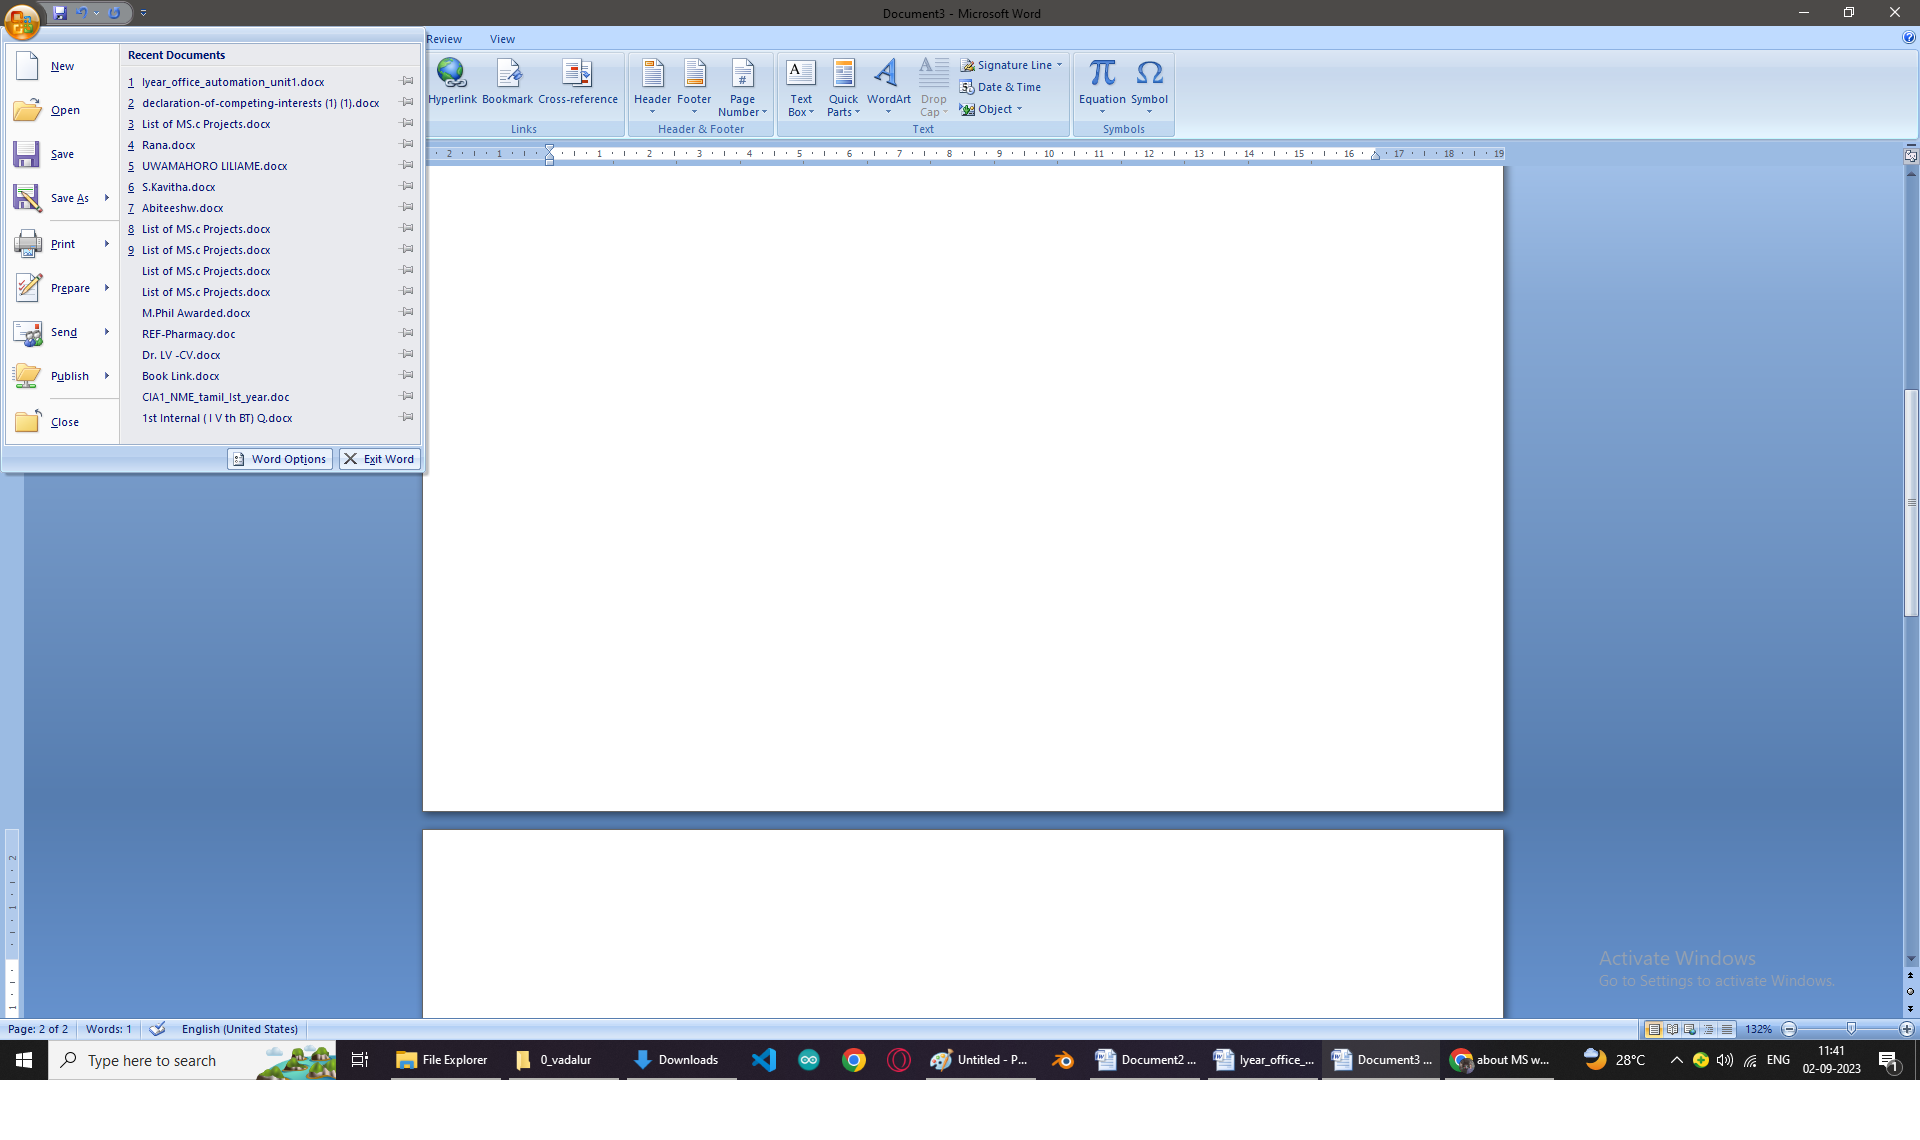 Document3 - Microsoft Word
Review View
New
Open
Save
Save As
Print
Prepare
Send
Publish
Close
Recent Documents
1 Iyear_office_automation_unit1.docx
2 declaration-of-competing-interests (1) (1).docx
3 List of MS.c Projects.docx
4 Rana.docx
5 UWAMAHORO LILIAME.docx
6 S.Kavitha.docx
7 Abiteeshw.docx
8 List of MS.c Projects.docx
9 List of MS.c Projects.docx
List of MS.c Projects.docx
List of MS.c Projects.docx
M.Phil Awarded.docx
REF-Pharmacy.doc
Dr. LV -CV.docx
Book Link.docx
CIA1_NME_tamil_Ist_year.doc
1st Internal ( I V th BT) Q.docx
Word Options Exit Word
Hyperlink Bookmark Cross-reference
Links
Header Footer Page Number
Header & Footer
Text Box Quick Parts WordArt Drop Cap
Signature Line
Date & Time
Object
Text
Equation Symbol
Symbols
2 1 1 2 3 4 5 6 7 8 9 10 11 12 13 14 15 16 17 18 19
2
1
1
Activate Windows
Go to Settings to activate Windows.
Page: 2 of 2 Words: 1 English (United States) 132%
Type here to search File Explorer 0_vadalur Downloads Untitled - P... Document2 ... Iyear_office_... Document3 ... about MS w... 28°C ENG 11:41
02-09-2023 1